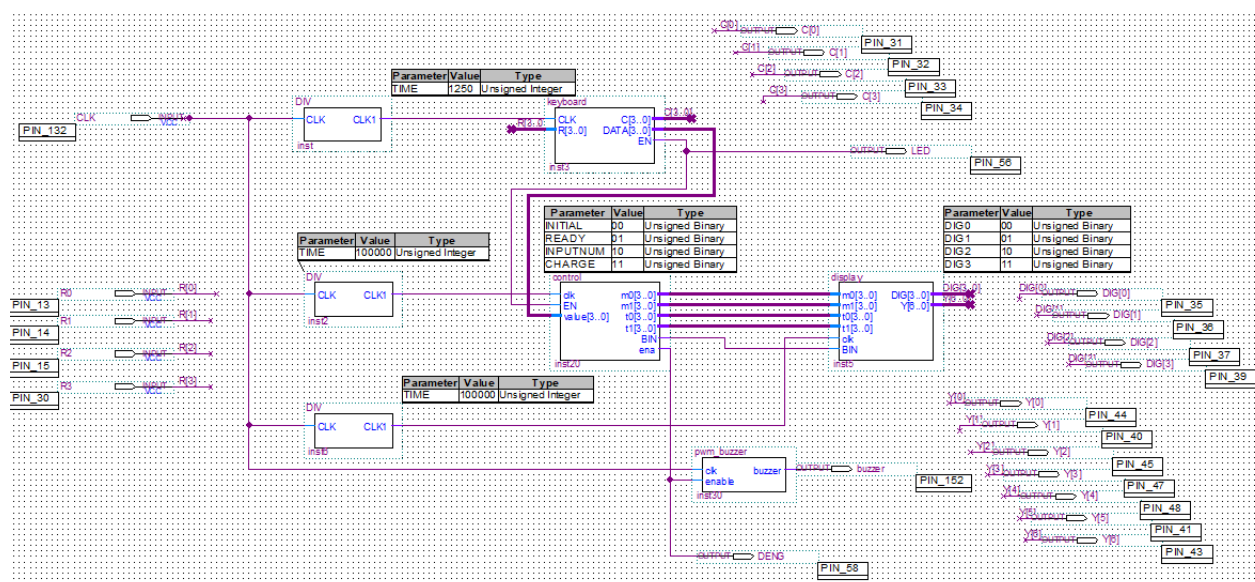 C[0] OUTPUT C[0]
PIN_31
C[1] OUTPUT C[1]
PIN_32
C[2] OUTPUT C[2]
PIN_33
C[3] OUTPUT C[3]
PIN_34
Parameter Value Type
TIME 1250 Unsigned Integer
CLK INPUT VCC
PIN_132
DIV
CLK CLK1
inst
keyboard
R[3..0]
CLK C[3..0]
R[3..0] DATA[3..0]
EN
inst3
C[3..0]
OUTPUT LED
PIN_56
Parameter Value Type
INITIAL 00 Unsigned Binary
READY 01 Unsigned Binary
INPUTNUM 10 Unsigned Binary
CHARGE 11 Unsigned Binary
Parameter Value Type
DIG0 00 Unsigned Binary
DIG1 01 Unsigned Binary
DIG2 10 Unsigned Binary
DIG3 11 Unsigned Binary
Parameter Value Type
TIME 100000 Unsigned Integer
DIV
CLK CLK1
inst2
R0 INPUT VCC R[0]
PIN_13
R1 INPUT VCC R[1]
PIN_14
R2 INPUT VCC R[2]
PIN_15
R3 INPUT VCC R[3]
PIN_30
control
clk m0[3..0]
EN m1[3..0]
value[3..0] t0[3..0]
t1[3..0]
BIN
ena
inst20
display
m0[3..0] DIG[3..0]
m1[3..0] Y[6..0]
t0[3..0]
t1[3..0]
clk
BIN
inst5
DIG[3..0]
Y[6..0]
DIG[0] OUTPUT DIG[0]
PIN_35
DIG[1] OUTPUT DIG[1]
PIN_36
DIG[2] OUTPUT DIG[2]
PIN_37
DIG[3] OUTPUT DIG[3]
PIN_39
Parameter Value Type
TIME 100000 Unsigned Integer
DIV
CLK CLK1
inst6
Y[0] OUTPUT Y[0]
PIN_44
Y[1] OUTPUT Y[1]
PIN_40
Y[2] OUTPUT Y[2]
PIN_45
Y[3] OUTPUT Y[3]
PIN_47
Y[4] OUTPUT Y[4]
PIN_48
Y[5] OUTPUT Y[5]
PIN_41
Y[6] OUTPUT Y[6]
PIN_43
pwm_buzzer
clk buzzer
enable
inst30
OUTPUT buzzer
PIN_152
OUTPUT DENG
PIN_58